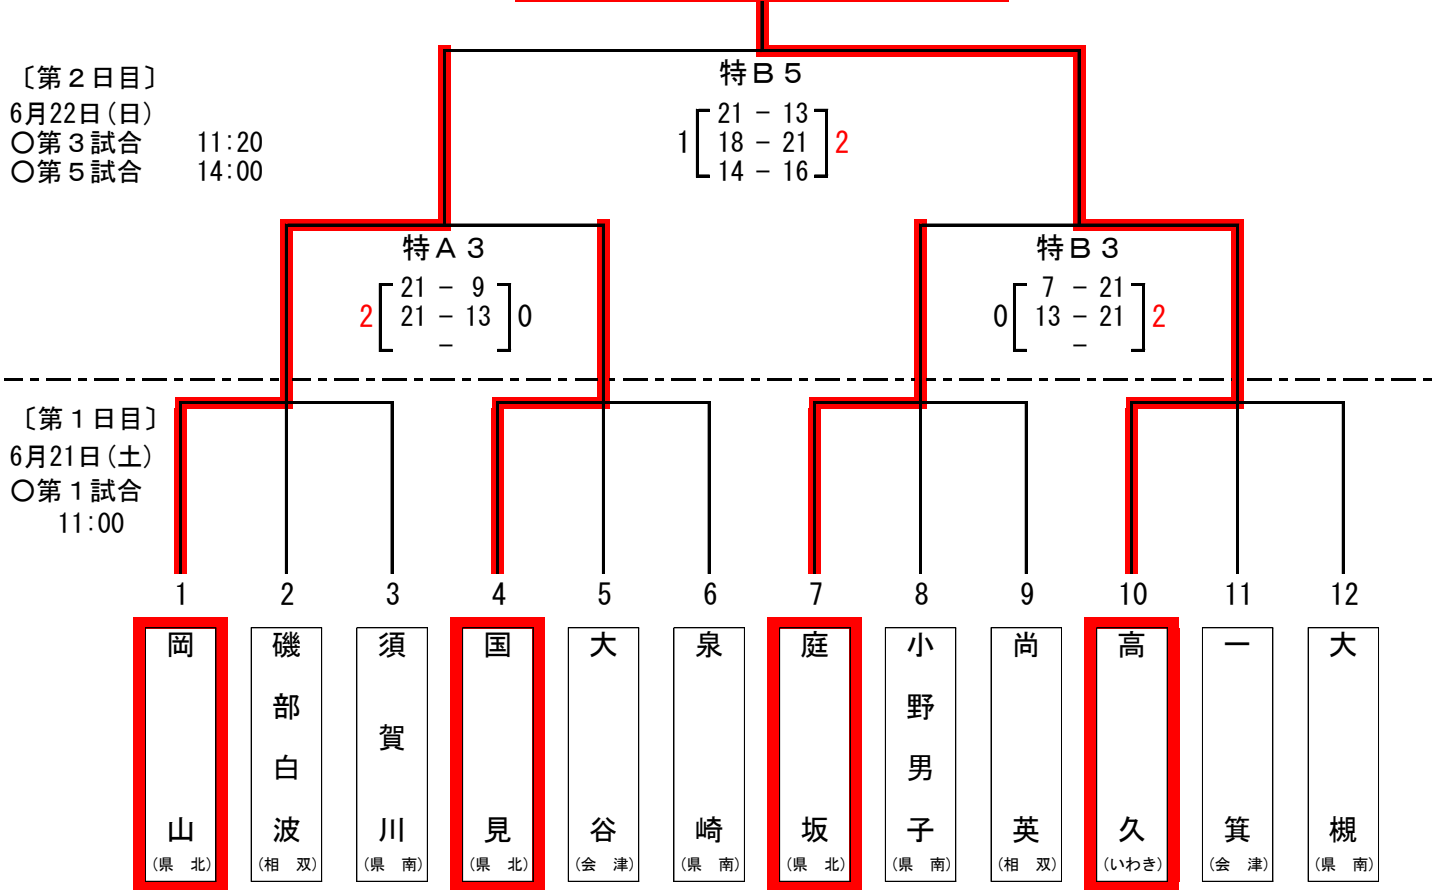 〔第２日目〕
6月22日(日)
〇第３試合 11:20
〇第５試合 14:00
特Ｂ５
21 － 13
1 18 － 21 2
14 － 16
特Ａ３
21 － 9
2 21 － 13 0
－
特Ｂ３
7 － 21
0 13 － 21 2
－
〔第１日目〕
6月21日(土)
〇第１試合
11:00
1 2 3 4 5 6 7 8 9 10 11 12
岡山
(県 北)
磯部白波
(相 双)
須賀川
(県 南)
国見
(県 北)
大谷
(会 津)
泉崎
(県 南)
庭坂
(県 北)
小野男子
(県 南)
尚英
(相 双)
高久
(いわき)
一箕
(会 津)
大槻
(県 南)